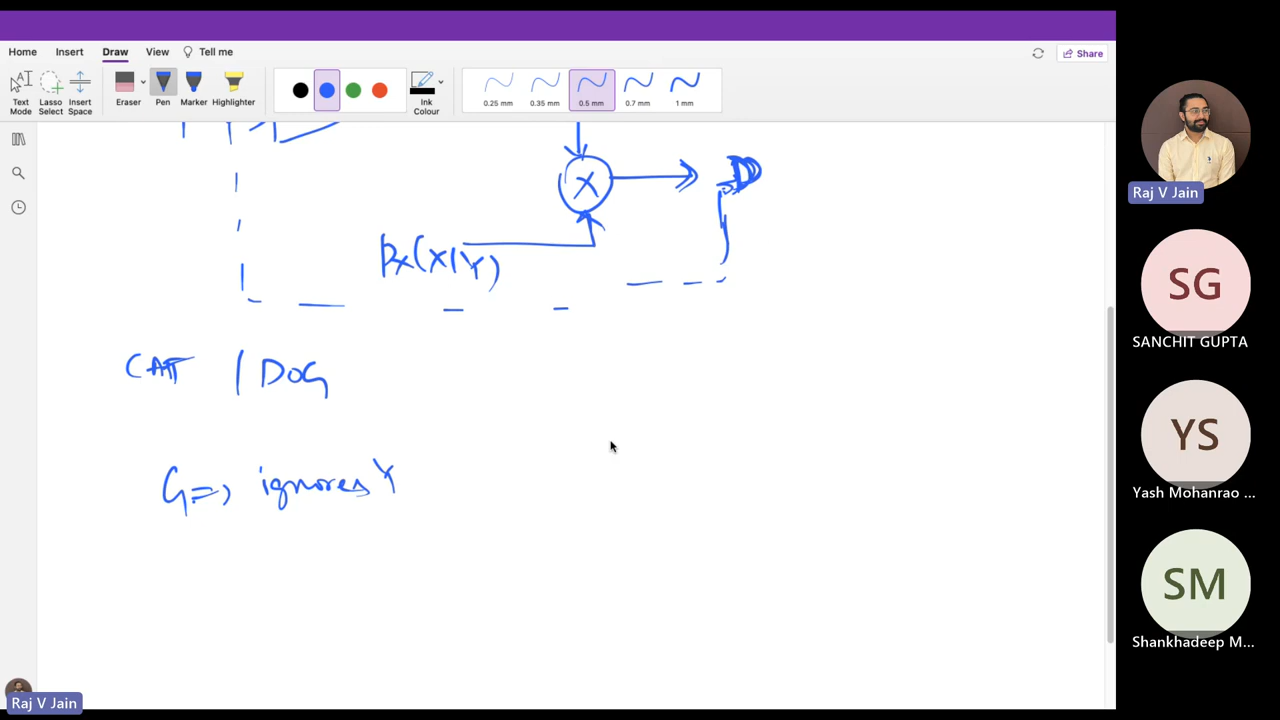 Home Insert Draw View Tell me
Share
Text Mode
Lasso Select
Insert Space
Eraser
Pen
Marker
Highlighter
Ink Colour
0.25 mm
0.35 mm
0.5 mm
0.7 mm
1 mm
X
D
Px(X|Y)
CAT | DOG
G => ignores Y
Raj V Jain
Raj V Jain
SG
SANCHIT GUPTA
YS
Yash Mohanrao ...
SM
Shankhadeep M...